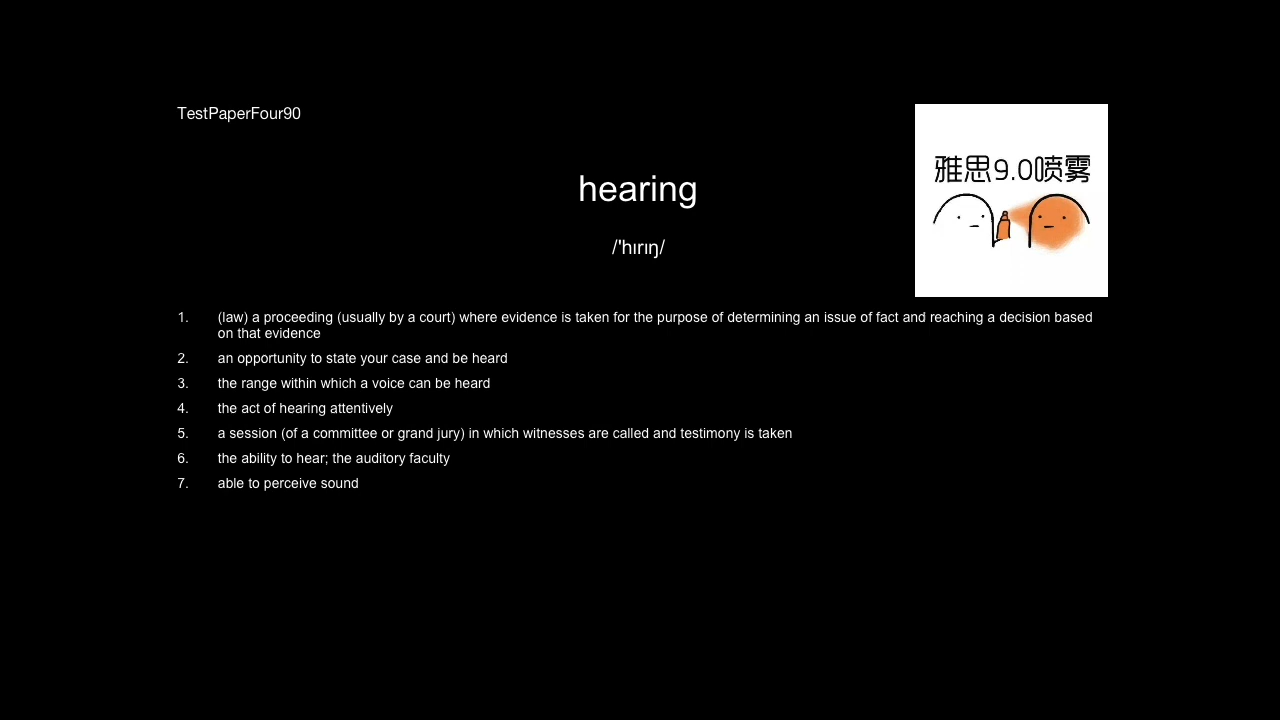 TestPaperFour90
雅思9.0喷雾
hearing
/'hɪrɪŋ/
1. (law) a proceeding (usually by a court) where evidence is taken for the purpose of determining an issue of fact and reaching a decision based
on that evidence
2. an opportunity to state your case and be heard
3. the range within which a voice can be heard
4. the act of hearing attentively
5. a session (of a committee or grand jury) in which witnesses are called and testimony is taken
6. the ability to hear; the auditory faculty
7. able to perceive sound